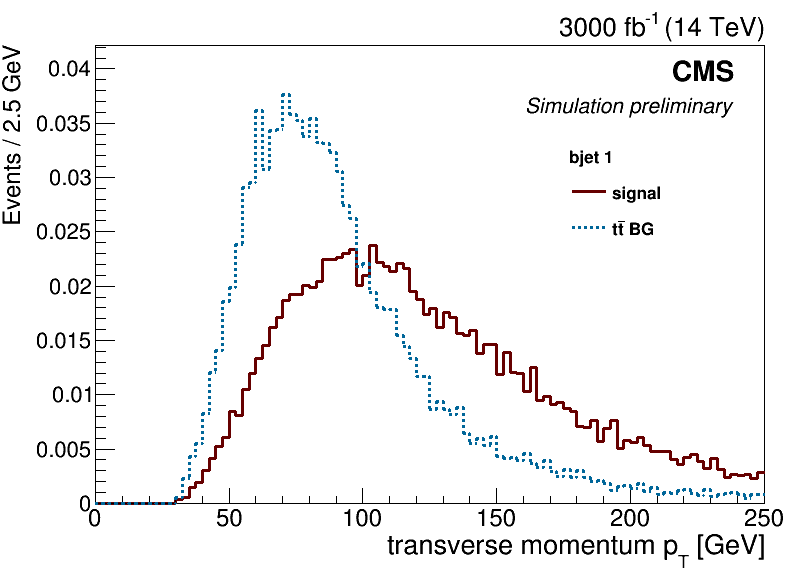 3000 fb⁻¹ (14 TeV)
CMS
Simulation preliminary
bjet 1
signal
tt̄ BG
Events / 2.5 GeV
0.04
0.035
0.03
0.025
0.02
0.015
0.01
0.005
0
0 50 100 150 200 250
transverse momentum p_T [GeV]